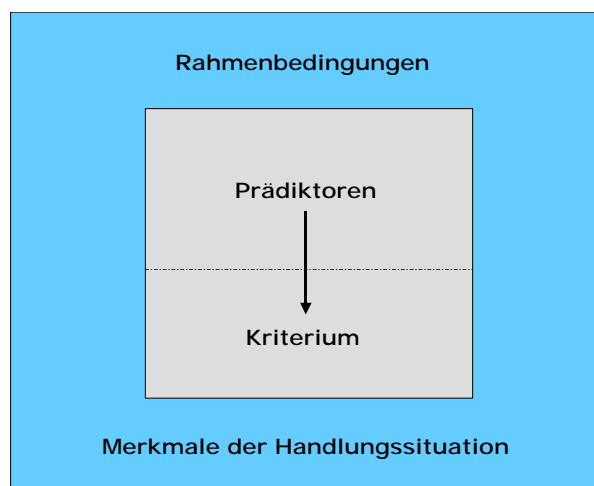 Rahmenbedingungen
Prädiktoren
Kriterium
Merkmale der Handlungssituation